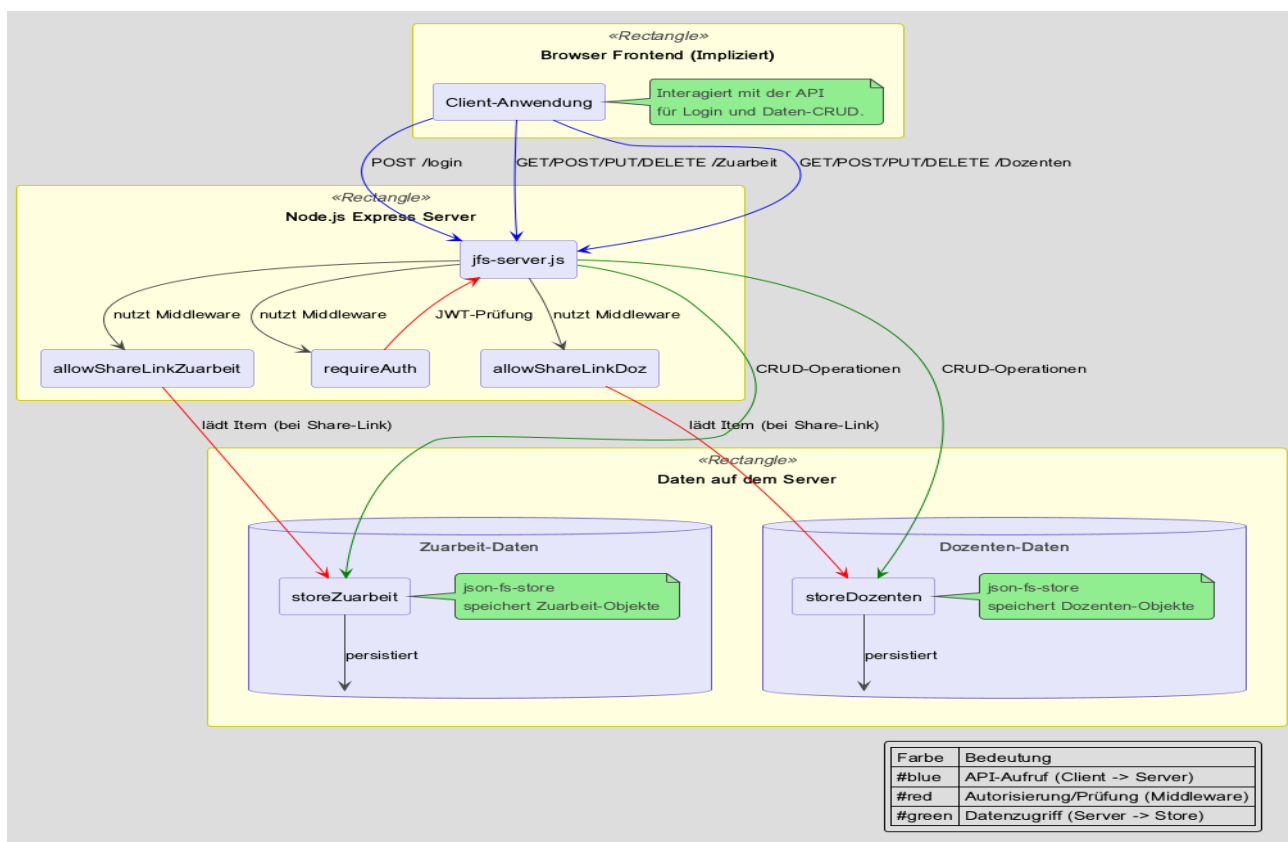 «Rectangle»
Browser Frontend (Impliziert)
Client-Anwendung
Interagiert mit der API
für Login und Daten-CRUD.
POST /login
GET/POST/PUT/DELETE /Zuarbeit
GET/POST/PUT/DELETE /Dozenten
«Rectangle»
Node.js Express Server
jfs-server.js
nutzt Middleware
nutzt Middleware
JWT-Prüfung
nutzt Middleware
allowShareLinkZuarbeit
requireAuth
allowShareLinkDoz
CRUD-Operationen
CRUD-Operationen
lädt Item (bei Share-Link)
lädt Item (bei Share-Link)
«Rectangle»
Daten auf dem Server
Zuarbeit-Daten
storeZuarbeit
json-fs-store
speichert Zuarbeit-Objekte
persistiert
Dozenten-Daten
storeDozenten
json-fs-store
speichert Dozenten-Objekte
persistiert
Farbe Bedeutung
#blue API-Aufruf (Client -> Server)
#red Autorisierung/Prüfung (Middleware)
#green Datenzugriff (Server -> Store)